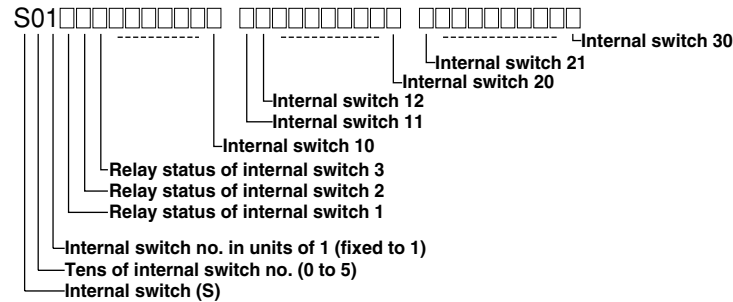 S01□□□□□□□□□□ □□□□□□□□□□ □□□□□□□□□□
Internal switch 30
Internal switch 21
Internal switch 20
Internal switch 12
Internal switch 11
Internal switch 10
Relay status of internal switch 3
Relay status of internal switch 2
Relay status of internal switch 1
Internal switch no. in units of 1 (fixed to 1)
Tens of internal switch no. (0 to 5)
Internal switch (S)